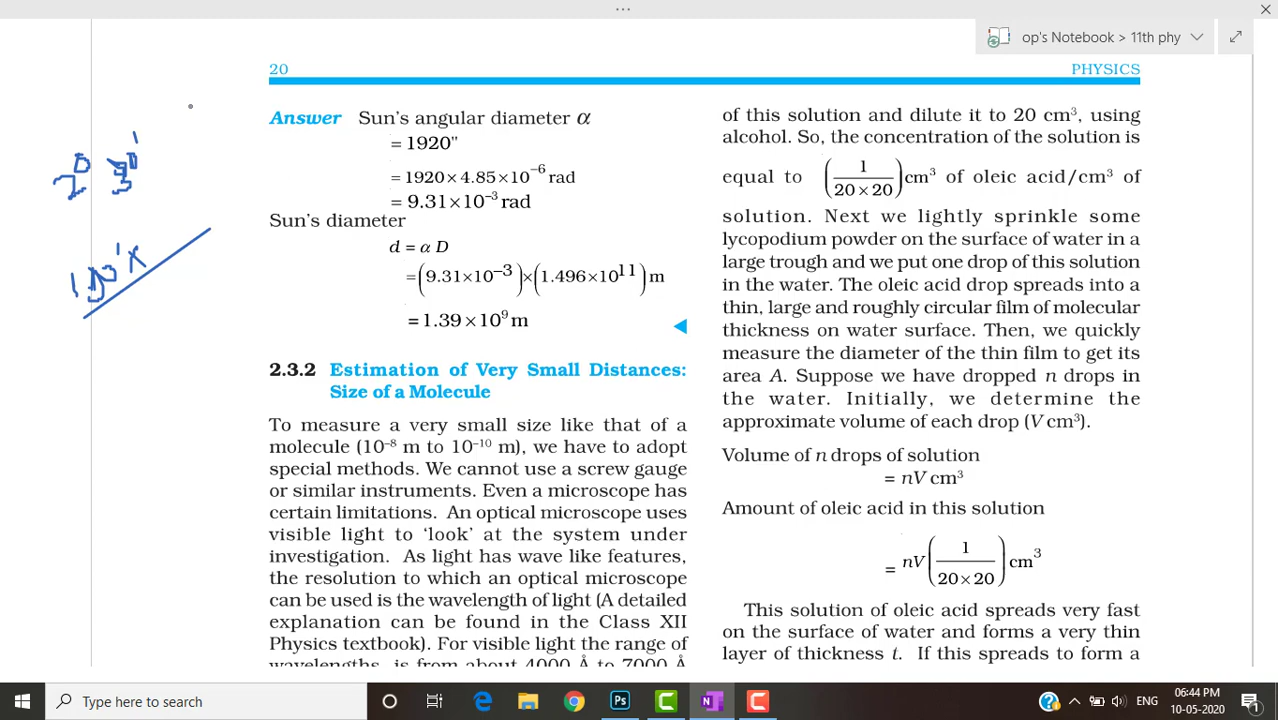 op's Notebook > 11th phy
20
PHYSICS
Answer Sun's angular diameter α
= 1920"
= 1920 × 4.85 × 10⁻⁶ rad
= 9.31 × 10⁻³ rad
Sun's diameter
d = α D
= (9.31 × 10⁻³) × (1.496 × 10¹¹) m
= 1.39 × 10⁹ m
2.3.2 Estimation of Very Small Distances:
Size of a Molecule
To measure a very small size like that of a
molecule (10⁻⁸ m to 10⁻¹⁰ m), we have to adopt
special methods. We cannot use a screw gauge
or similar instruments. Even a microscope has
certain limitations. An optical microscope uses
visible light to 'look' at the system under
investigation. As light has wave like features,
the resolution to which an optical microscope
can be used is the wavelength of light (A detailed
explanation can be found in the Class XII
Physics textbook). For visible light the range of
wavelengths is from about 4000 Å to 7000 Å
of this solution and dilute it to 20 cm³, using
alcohol. So, the concentration of the solution is
equal to (1/(20 × 20)) cm³ of oleic acid/cm³ of
solution. Next we lightly sprinkle some
lycopodium powder on the surface of water in a
large trough and we put one drop of this solution
in the water. The oleic acid drop spreads into a
thin, large and roughly circular film of molecular
thickness on water surface. Then, we quickly
measure the diameter of the thin film to get its
area A. Suppose we have dropped n drops in
the water. Initially, we determine the
approximate volume of each drop (V cm³).
Volume of n drops of solution
= nV cm³
Amount of oleic acid in this solution
= nV (1/(20 × 20)) cm³
This solution of oleic acid spreads very fast
on the surface of water and forms a very thin
layer of thickness t. If this spreads to form a
Type here to search
ENG
06:44 PM
10-05-2020